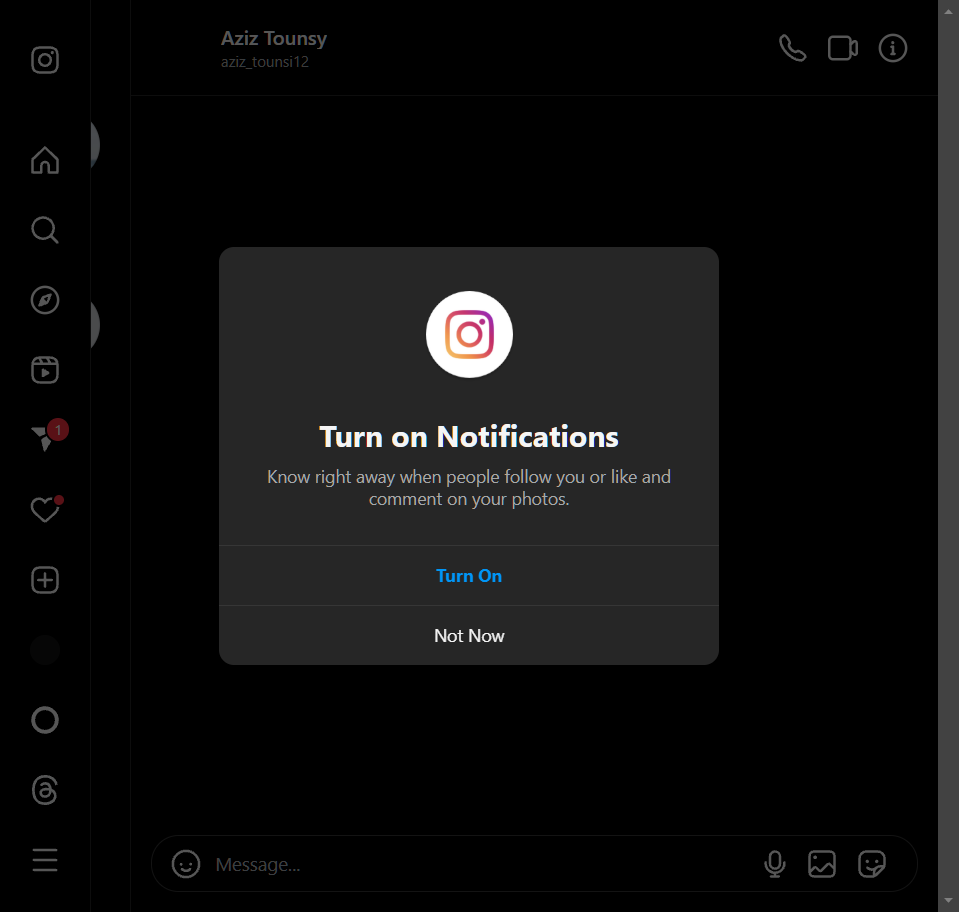 Aziz Tounsy
aziz_tounsi12
1
Turn on Notifications
Know right away when people follow you or like and
comment on your photos.
Turn On
Not Now
Message...